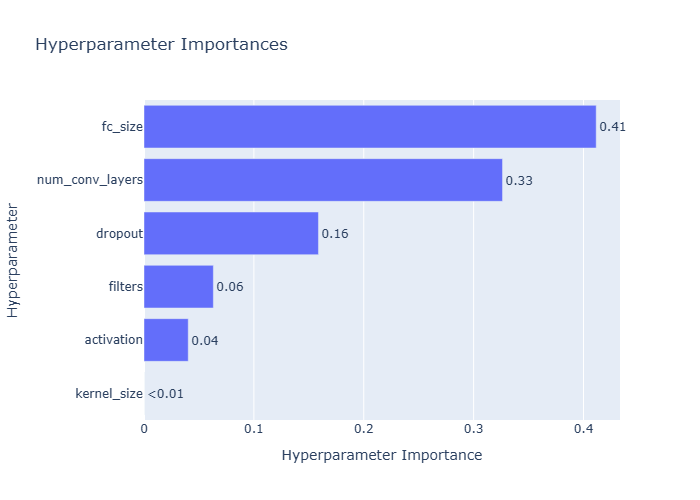 Hyperparameter Importances
Hyperparameter
fc_size 0.41
num_conv_layers 0.33
dropout 0.16
filters 0.06
activation 0.04
kernel_size <0.01
0 0.1 0.2 0.3 0.4
Hyperparameter Importance